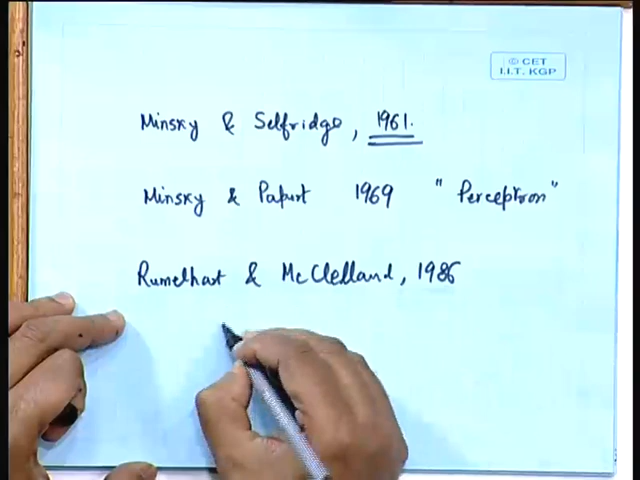 © CET
I.I.T. KGP
Minsky & Selfridge, 1961.
Minsky & Papert 1969 "Perceptron"
Rumelhart & McClelland, 1986